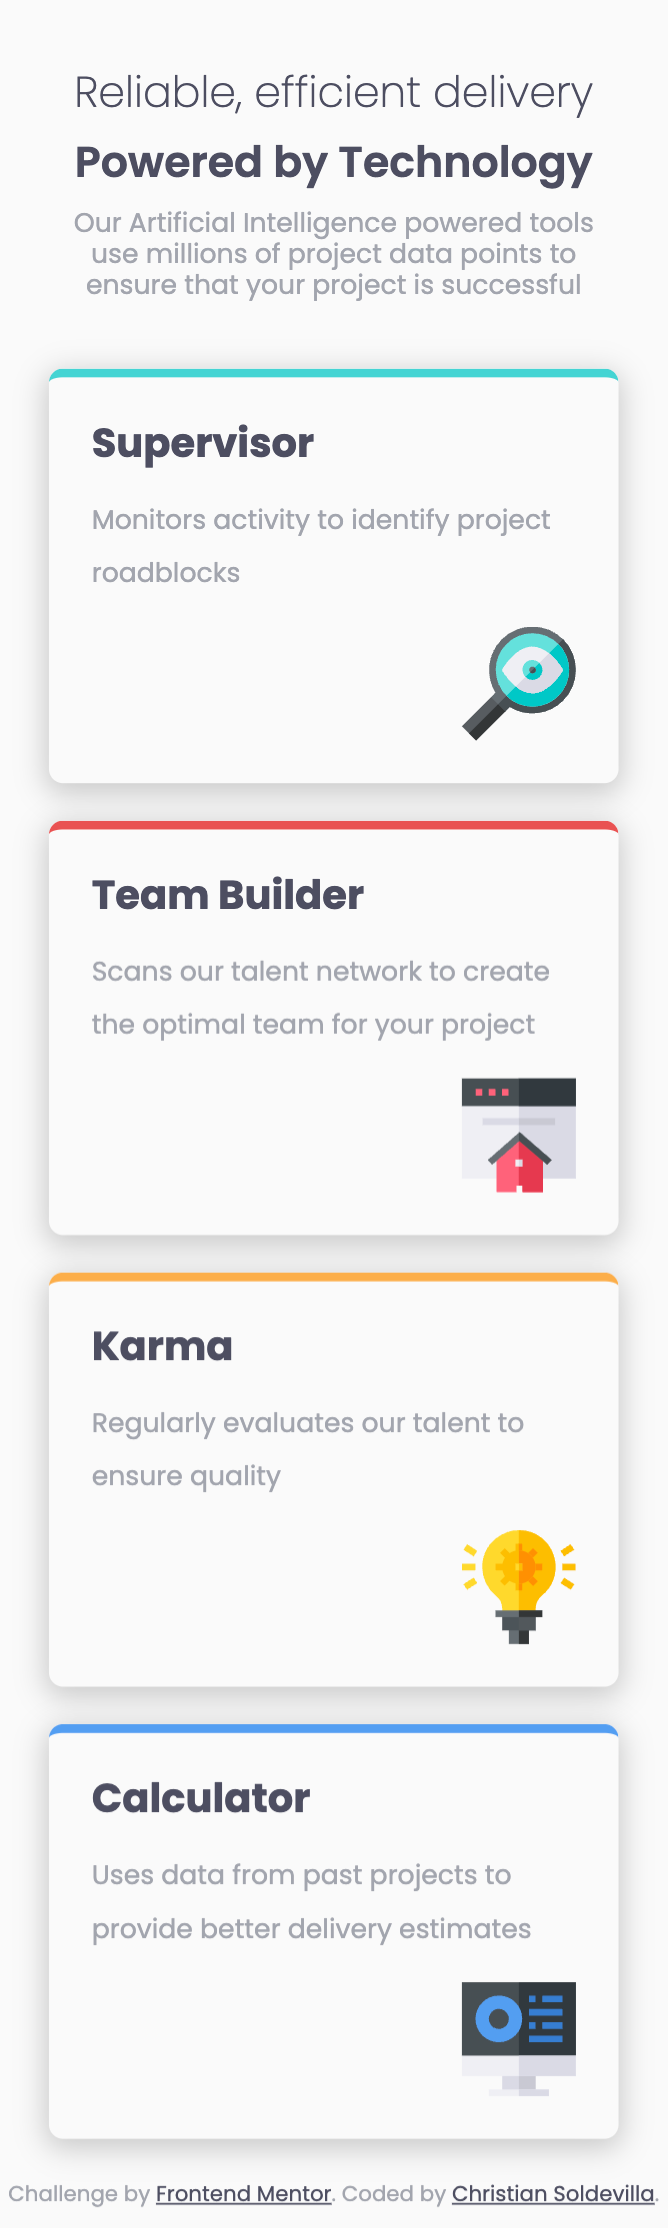 Reliable, efficient delivery
Powered by Technology
Our Artificial Intelligence powered tools
use millions of project data points to
ensure that your project is successful
Supervisor
Monitors activity to identify project
roadblocks
Team Builder
Scans our talent network to create
the optimal team for your project
Karma
Regularly evaluates our talent to
ensure quality
Calculator
Uses data from past projects to
provide better delivery estimates
Challenge by Frontend Mentor. Coded by Christian Soldevilla.